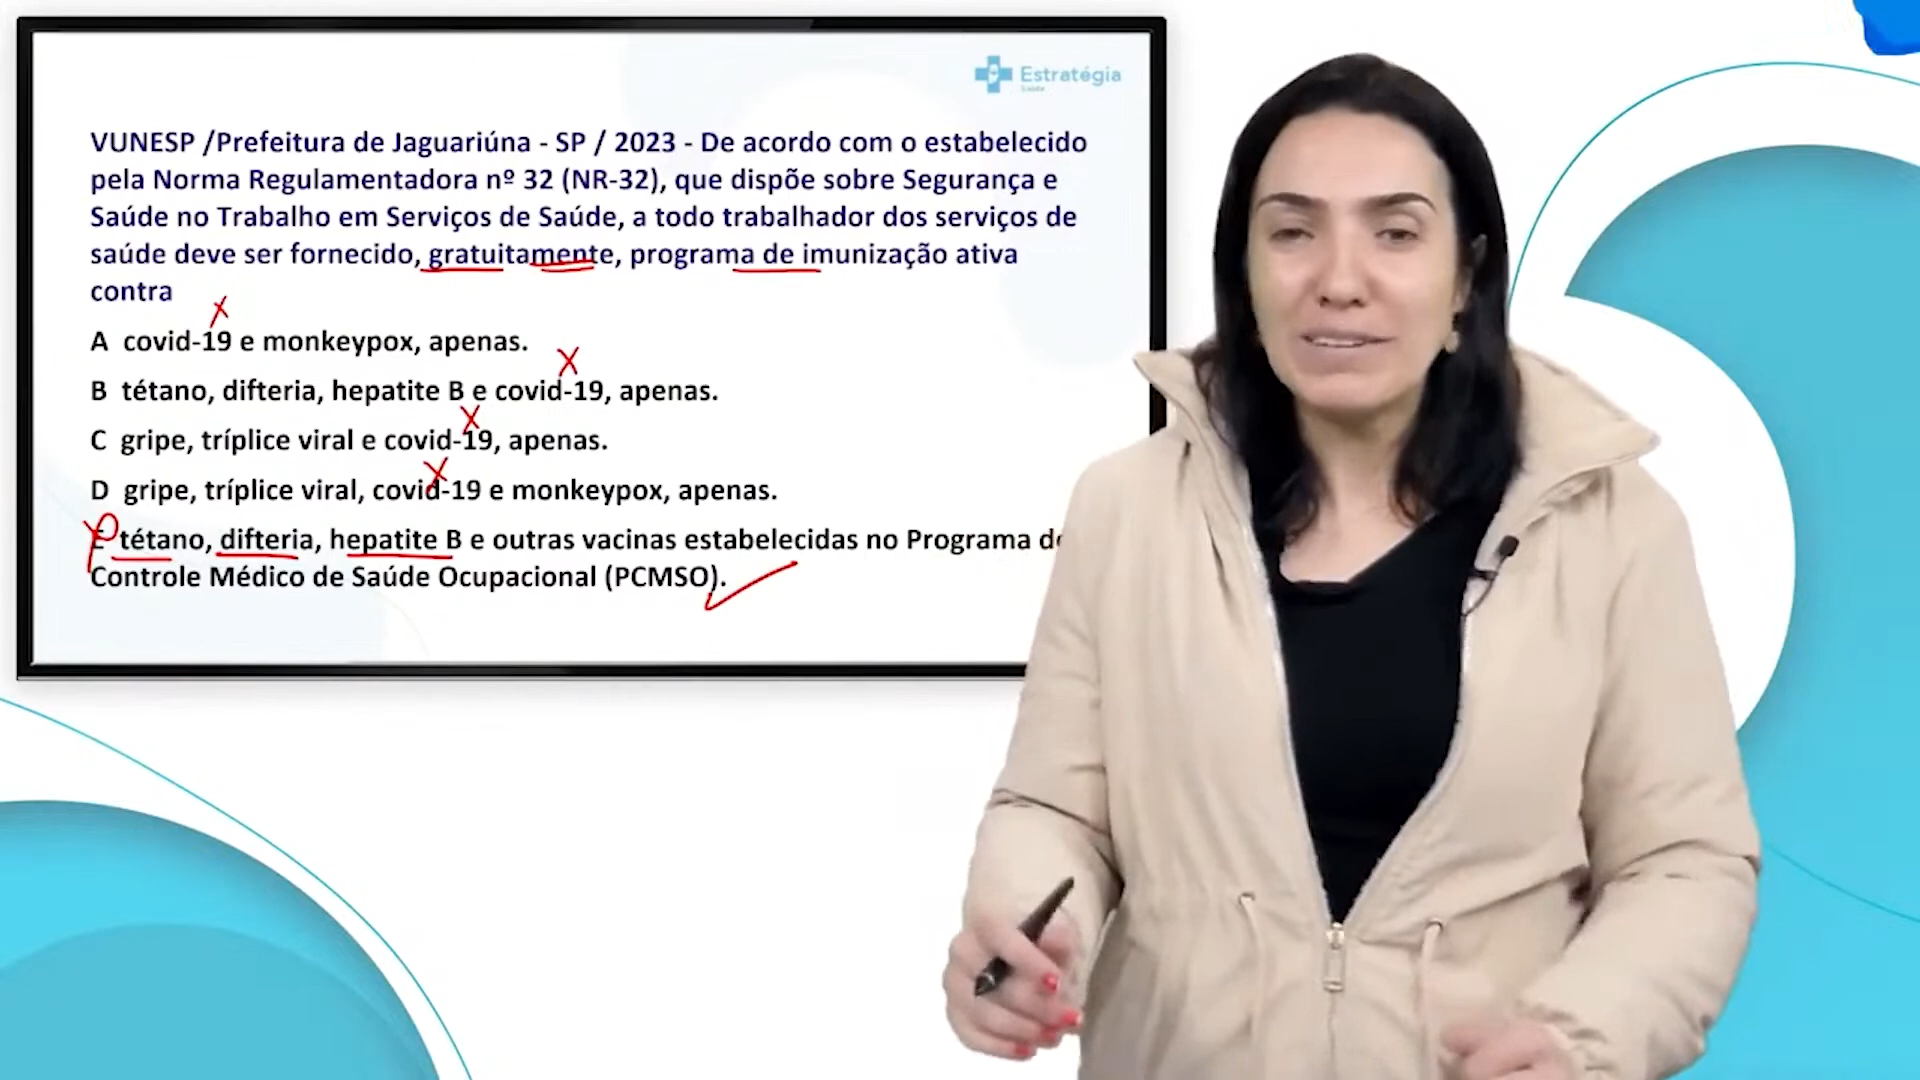 Estratégia
Saúde
VUNESP /Prefeitura de Jaguariúna - SP / 2023 - De acordo com o estabelecido
pela Norma Regulamentadora nº 32 (NR-32), que dispõe sobre Segurança e
Saúde no Trabalho em Serviços de Saúde, a todo trabalhador dos serviços de
saúde deve ser fornecido, gratuitamente, programa de imunização ativa
contra
A covid-19 e monkeypox, apenas.
B tétano, difteria, hepatite B e covid-19, apenas.
C gripe, tríplice viral e covid-19, apenas.
D gripe, tríplice viral, covid-19 e monkeypox, apenas.
E tétano, difteria, hepatite B e outras vacinas estabelecidas no Programa de
Controle Médico de Saúde Ocupacional (PCMSO).